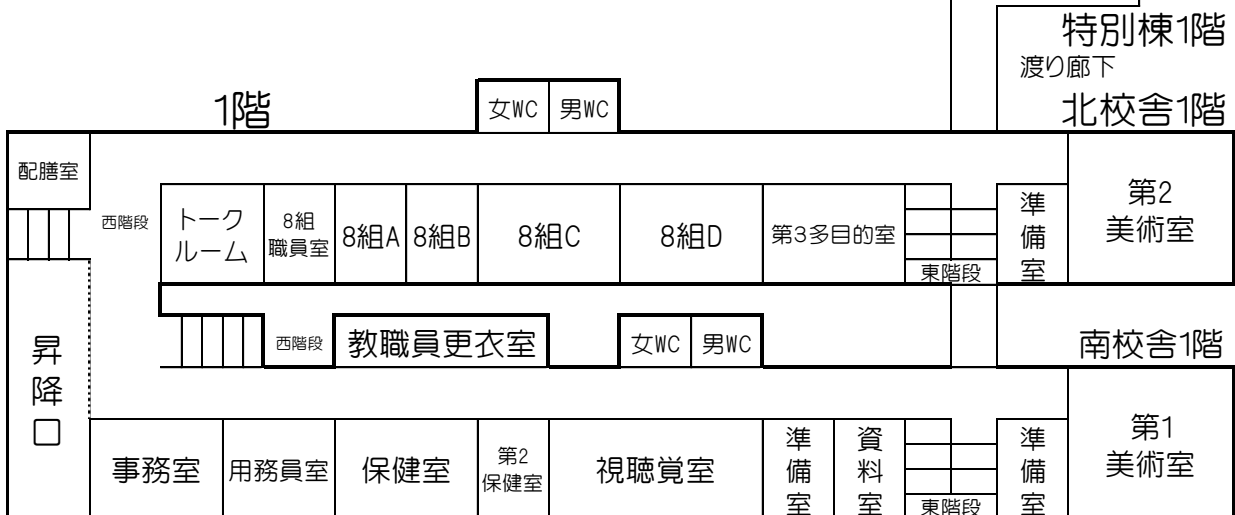 特別棟1階
渡り廊下
1階
女WC
男WC
北校舎1階
配膳室
西階段
トーク
ルーム
8組
職員室
8組A
8組B
8組C
8組D
第3多目的室
東階段
準
備
室
第2
美術室
昇
降
口
西階段
教職員更衣室
女WC
男WC
南校舎1階
事務室
用務員室
保健室
第2
保健室
視聴覚室
準
備
室
資
料
室
東階段
準
備
室
第1
美術室